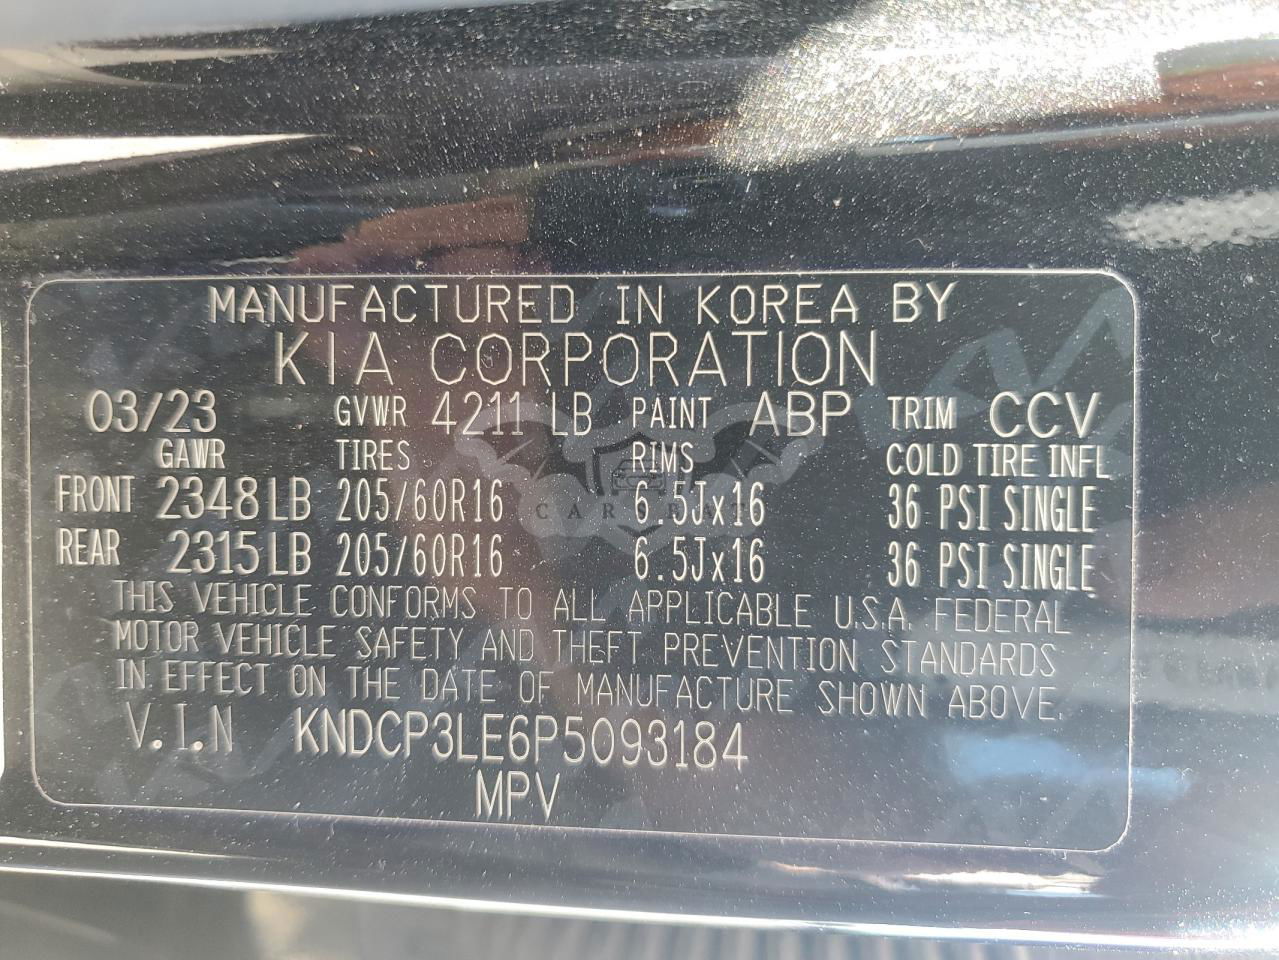 MANUFACTURED IN KOREA BY
KIA CORPORATION
03/23 GVWR 4211 LB PAINT ABP TRIM CCV
GAWR TIRES RIMS COLD TIRE INFL
FRONT 2348LB 205/60R16 6.5Jx16 36 PSI SINGLE
REAR 2315LB 205/60R16 6.5Jx16 36 PSI SINGLE
THIS VEHICLE CONFORMS TO ALL APPLICABLE U.S.A. FEDERAL
MOTOR VEHICLE SAFETY AND THEFT PREVENTION STANDARDS
IN EFFECT ON THE DATE OF MANUFACTURE SHOWN ABOVE.
V.I.N KNDCP3LE6P5093184
MPV